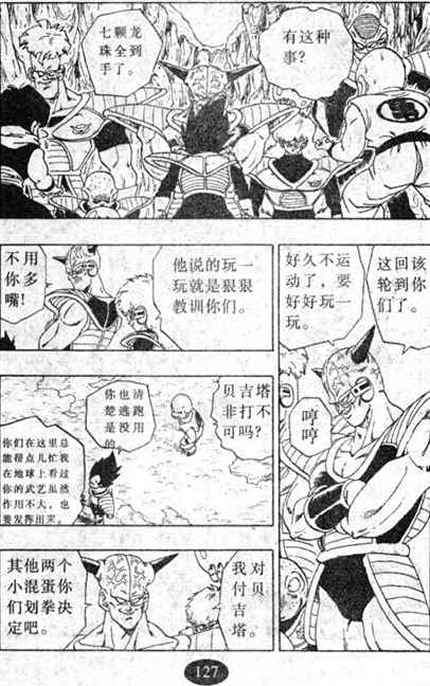 有这种
事？
七颗龙
珠全到
手了。
这回该
轮到你
们了。
好久不运
动了，要
好好玩一
玩。
哼
哼
他说的玩一
玩就是狠狠
教训你们。
不用
你多
嘴！
贝吉塔
非打不
可吗？
你也清
楚逃跑
是没用
的
你们在这里总
能帮点儿忙我
在地球上看过
你的武艺虽然
作用不大，也
要发挥出来。
我对
付贝
吉
塔。
其他两个
小混蛋你
们划拳决
定吧。
127